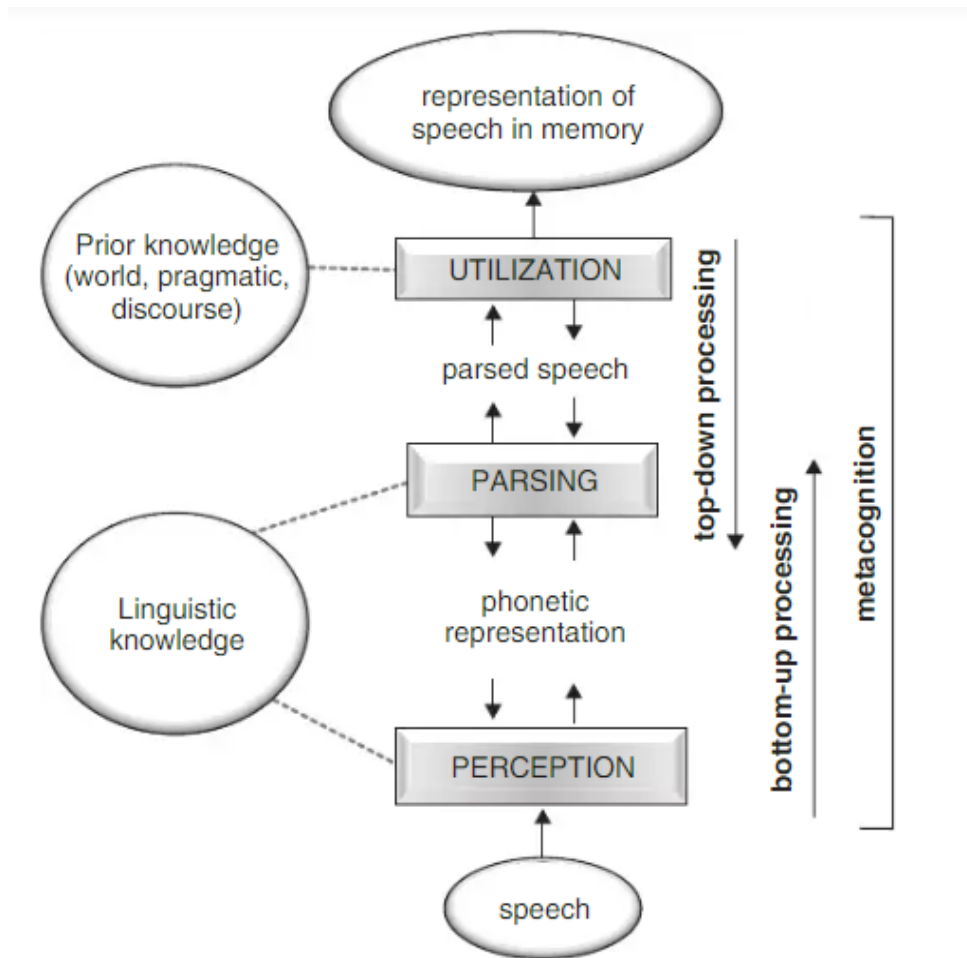 representation of
speech in memory
Prior knowledge
(world, pragmatic,
discourse)
UTILIZATION
parsed speech
PARSING
Linguistic
knowledge
phonetic
representation
PERCEPTION
speech
top-down processing
bottom-up processing
metacognition